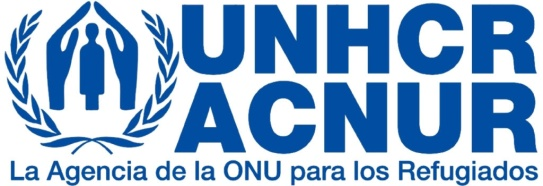 UNHCR
ACNUR
La Agencia de la ONU para los Refugiados